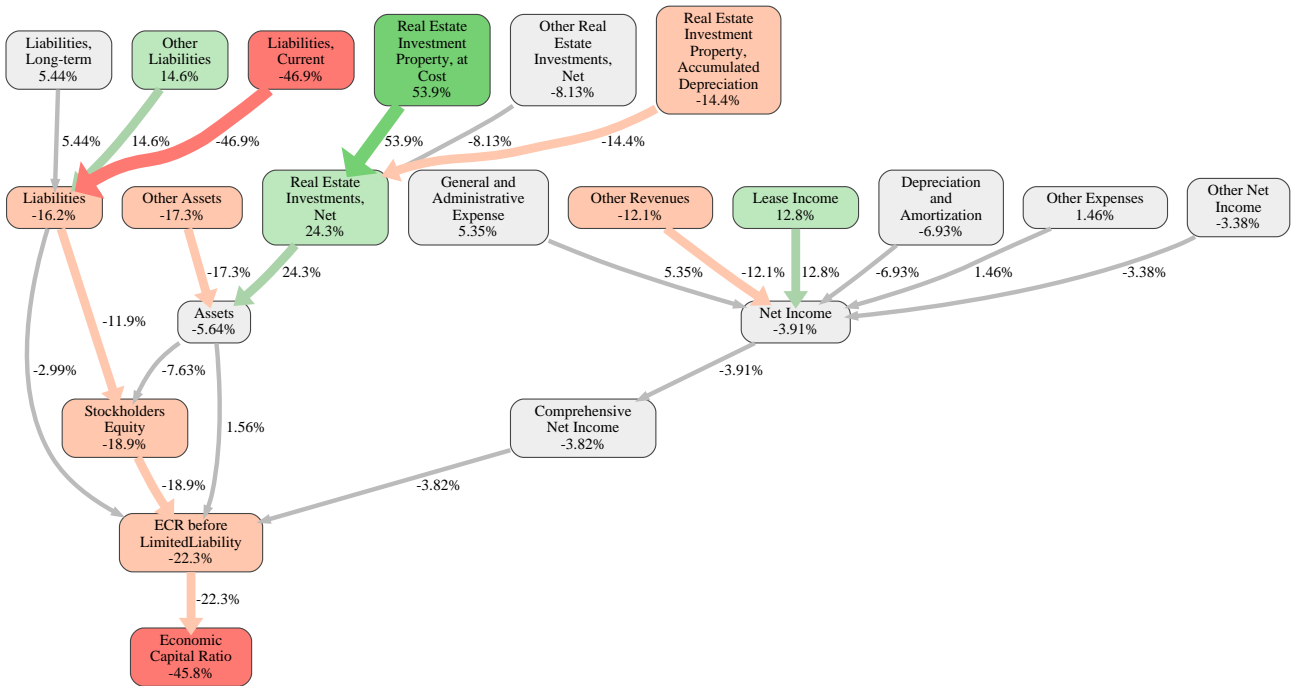 Liabilities,
Long-term
5.44%
Other
Liabilities
14.6%
Liabilities,
Current
-46.9%
Real Estate
Investment
Property, at
Cost
53.9%
Other Real
Estate
Investments,
Net
-8.13%
Real Estate
Investment
Property,
Accumulated
Depreciation
-14.4%
5.44%
14.6%
-46.9%
53.9%
-8.13%
-14.4%
Liabilities
-16.2%
Other Assets
-17.3%
Real Estate
Investments,
Net
24.3%
General and
Administrative
Expense
5.35%
Other Revenues
-12.1%
Lease Income
12.8%
Depreciation
and
Amortization
-6.93%
Other Expenses
1.46%
Other Net
Income
-3.38%
-17.3%
24.3%
5.35%
-12.1%
12.8%
-6.93%
1.46%
-3.38%
Assets
-5.64%
Net Income
-3.91%
-2.99%
-11.9%
-7.63%
-3.91%
Stockholders
Equity
-18.9%
1.56%
Comprehensive
Net Income
-3.82%
-18.9%
-3.82%
ECR before
LimitedLiability
-22.3%
-22.3%
Economic
Capital Ratio
-45.8%